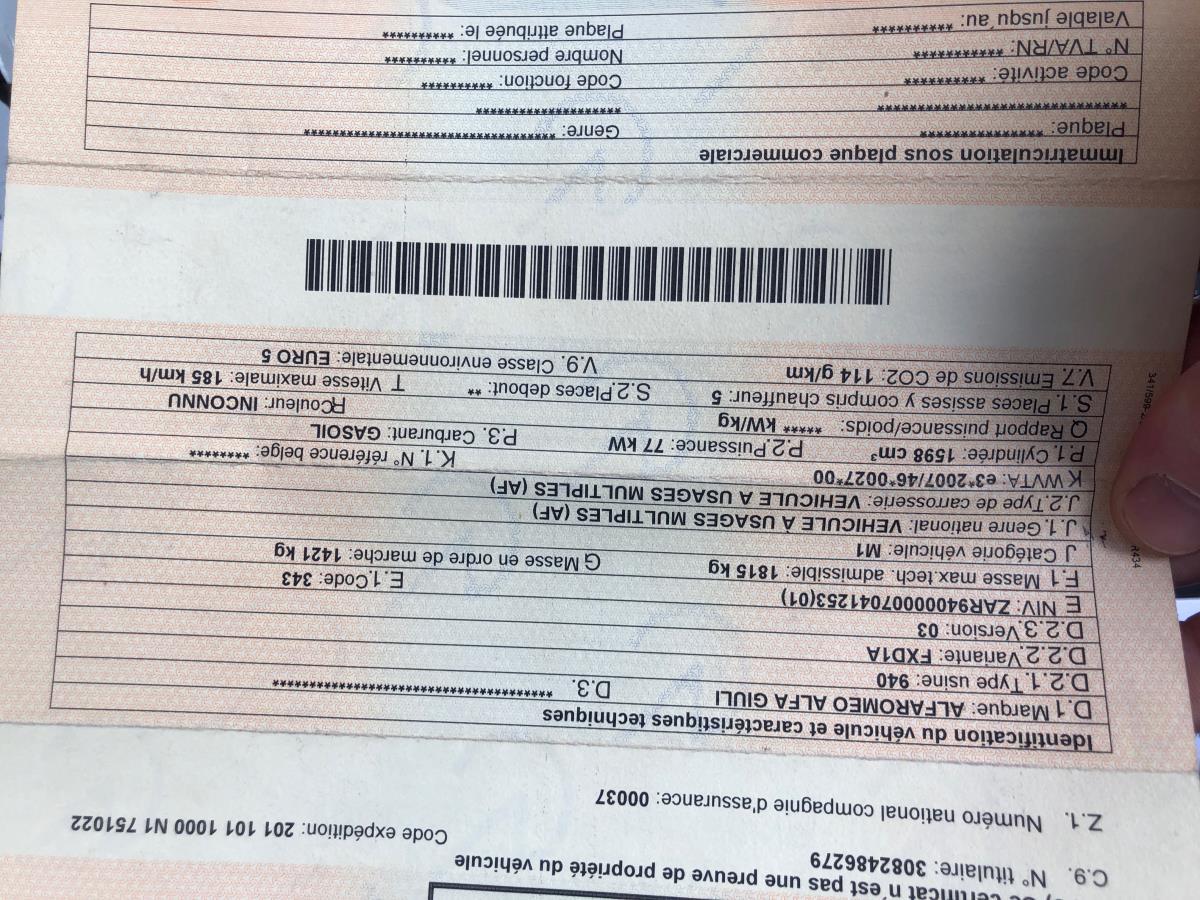 Ce certificat n'est pas une preuve de propriété du véhicule
C.9. N° titulaire: 3082486279
Code expédition: 201 101 1000 N1 751022
Z.1. Numéro national compagnie d'assurance: 00037
Identification du véhicule et caractéristiques techniques
D.1 Marque: ALFAROMEO ALFA GIULI D.3. ****************************************
D.2.1. Type usine: 940
D.2.2. Variante: FXD1A
D.2.3. Version: 03
E NIV: ZAR94000007041253(01) E.1. Code: 343
F.1 Masse max.tech. admissible: 1815 kg G Masse en ordre de marche: 1421 kg
J Catégorie véhicule: M1
J.1. Genre national: VEHICULE À USAGES MULTIPLES (AF)
J.2 Type de carrosserie: VEHICULE A USAGES MULTIPLES (AF)
K WVTA: e3*2007/46*0027*00 K.1. N° référence belge: ********
P.1. Cylindrée: 1598 cm³ P.2. Puissance: 77 kW P.3. Carburant: GASOIL
Q Rapport puissance/poids: ***** kW/kg R Couleur: INCONNU
S.1. Places assises y compris chauffeur: 5 S.2. Places debout: ** T Vitesse maximale: 185 km/h
V.7. Emissions de CO2: 114 g/km V.9. Classe environnementale: EURO 5
R434
Immatriculation sous plaque commerciale
Plaque: ***************** Genre: **********************************
********************************** ********************
Code activité: *********** Code fonction: **********
N° TVA/RN: ************ Nombre personnel: **********
Valable jusqu'au: *********** Plaque attribuée le: **********